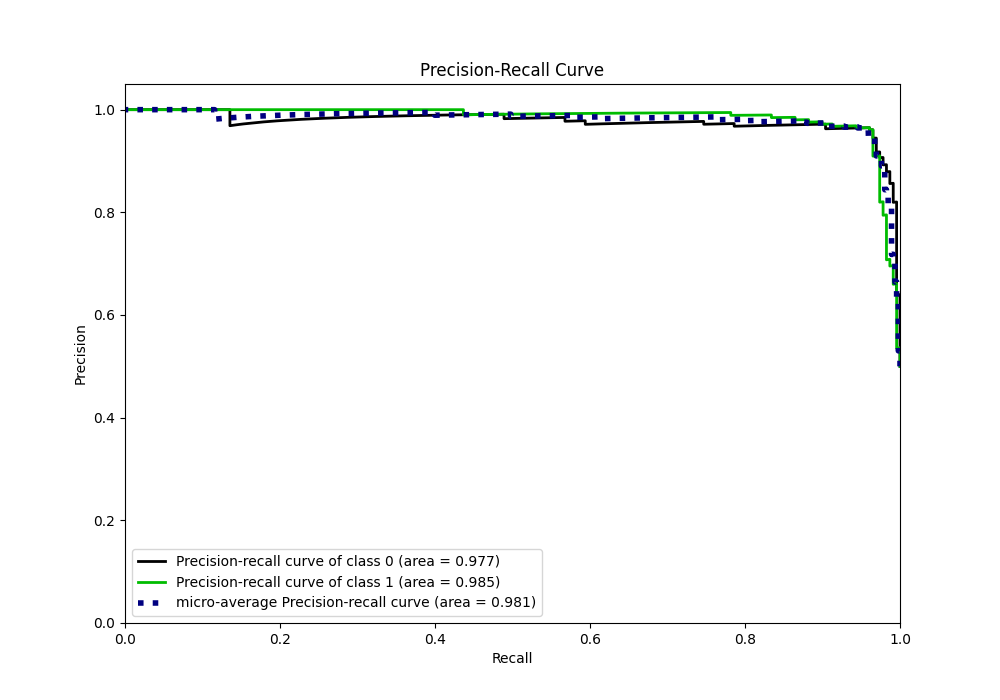 Precision-Recall Curve
1.0
0.8
0.6
0.4
0.2
0.0
Precision
Precision-recall curve of class 0 (area = 0.977)
Precision-recall curve of class 1 (area = 0.985)
micro-average Precision-recall curve (area = 0.981)
0.0 0.2 0.4 0.6 0.8 1.0
Recall